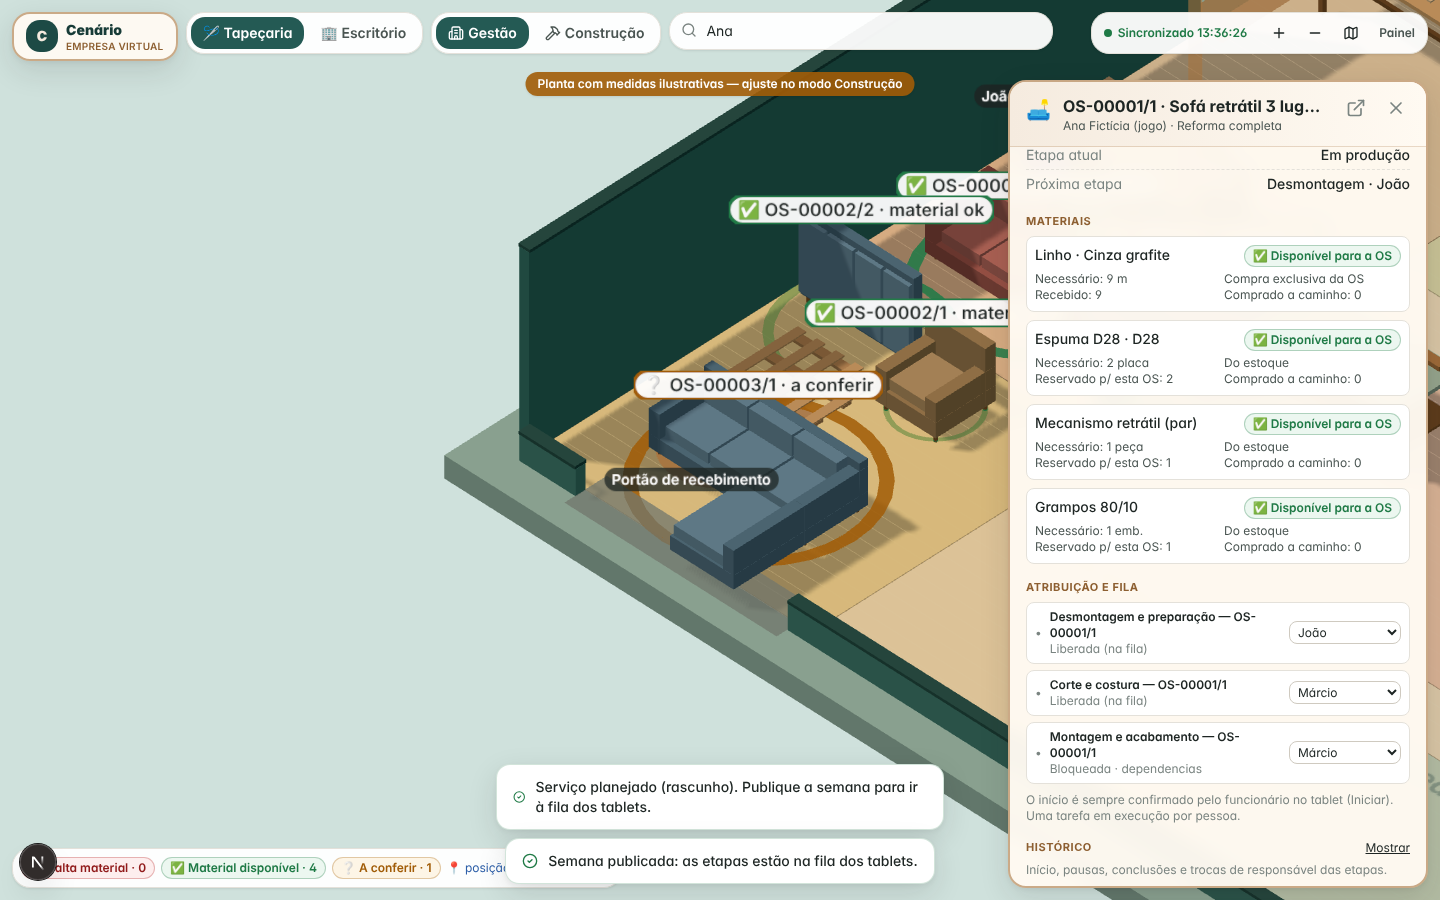 C
Cenário
EMPRESA VIRTUAL
Tapeçaria
Escritório
Gestão
Construção
Ana
Sincronizado 13:36:26
Painel
Planta com medidas ilustrativas — ajuste no modo Construção
Joã
OS-0000
OS-00002/2 · material ok
OS-00002/1 · mater
OS-00003/1 · a conferir
Portão de recebimento
OS-00001/1 · Sofá retrátil 3 lug...
Ana Fictícia (jogo) · Reforma completa
Etapa atual
Em produção
Próxima etapa
Desmontagem · João
MATERIAIS
Linho · Cinza grafite
Disponível para a OS
Necessário: 9 m
Compra exclusiva da OS
Recebido: 9
Comprado a caminho: 0
Espuma D28 · D28
Disponível para a OS
Necessário: 2 placa
Do estoque
Reservado p/ esta OS: 2
Comprado a caminho: 0
Mecanismo retrátil (par)
Disponível para a OS
Necessário: 1 peça
Do estoque
Reservado p/ esta OS: 1
Comprado a caminho: 0
Grampos 80/10
Disponível para a OS
Necessário: 1 emb.
Do estoque
Reservado p/ esta OS: 1
Comprado a caminho: 0
ATRIBUIÇÃO E FILA
Desmontagem e preparação — OS-
00001/1
Liberada (na fila)
João
Corte e costura — OS-00001/1
Liberada (na fila)
Márcio
Montagem e acabamento — OS-
00001/1
Bloqueada · dependencias
Márcio
O início é sempre confirmado pelo funcionário no tablet (Iniciar).
Uma tarefa em execução por pessoa.
HISTÓRICO
Mostrar
Início, pausas, conclusões e trocas de responsável das etapas.
Serviço planejado (rascunho). Publique a semana para ir
à fila dos tablets.
Semana publicada: as etapas estão na fila dos tablets.
N
alta material · 0
Material disponível · 4
A conferir · 1
posiçã